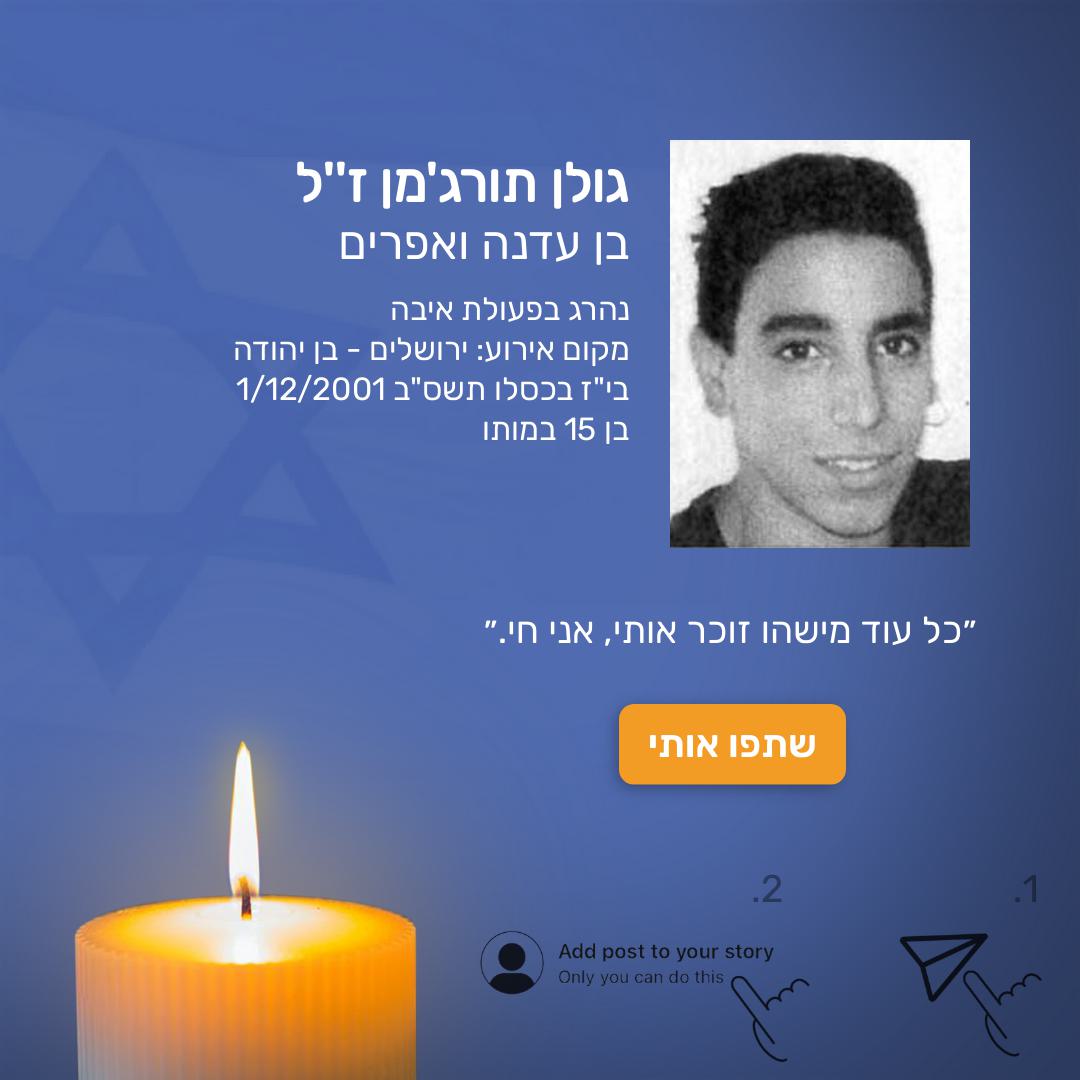 גולן תורג'מן ז''ל
בן עדנה ואפרים
נהרג בפעולת איבה
מקום אירוע: ירושלים - בן יהודה
בי"ז בכסלו תשס"ב 1/12/2001
בן 15 במותו
״כל עוד מישהו זוכר אותי, אני חי.״
שתפו אותי
1.
2.
Add post to your story
Only you can do this